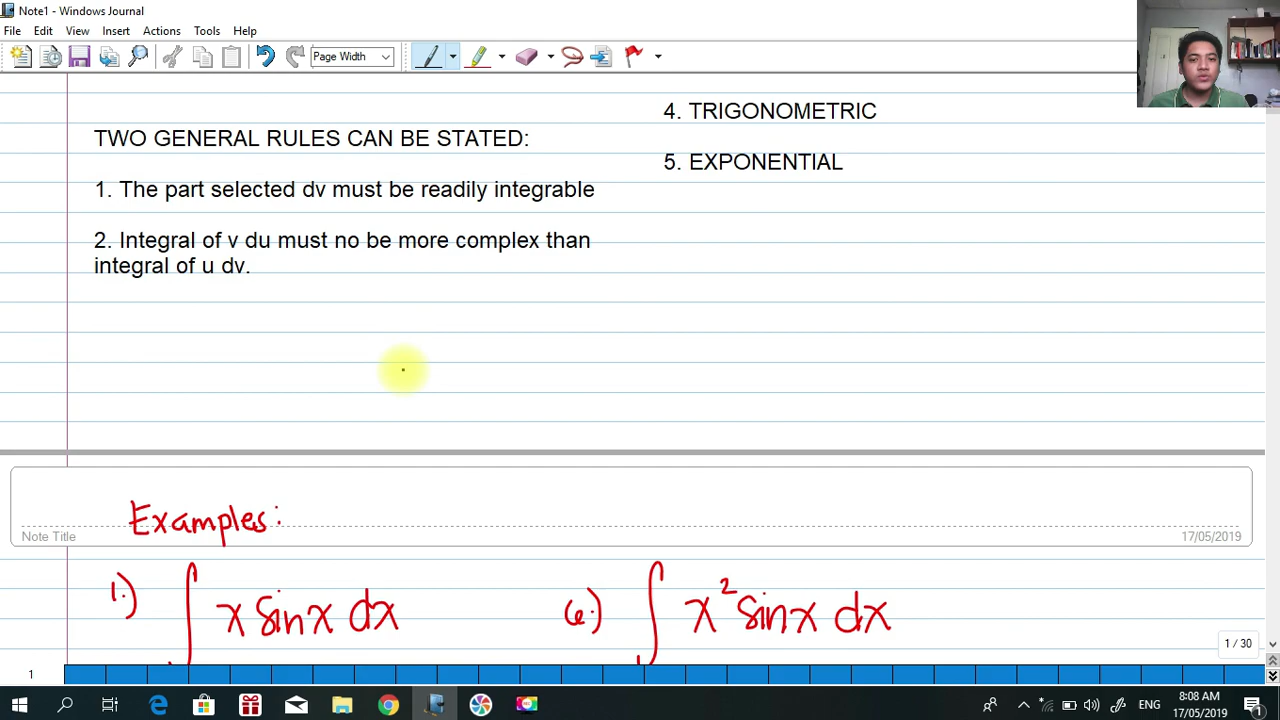 Note1 - Windows Journal
File Edit View Insert Actions Tools Help
Page Width
4. TRIGONOMETRIC
TWO GENERAL RULES CAN BE STATED:
5. EXPONENTIAL
1. The part selected dv must be readily integrable
2. Integral of v du must no be more complex than
integral of u dv.
Examples:
Note Title
17/05/2019
1.) ∫ x sin x dx
6.) ∫ x² sin x dx
1 / 30
1
ENG
8:08 AM
17/05/2019